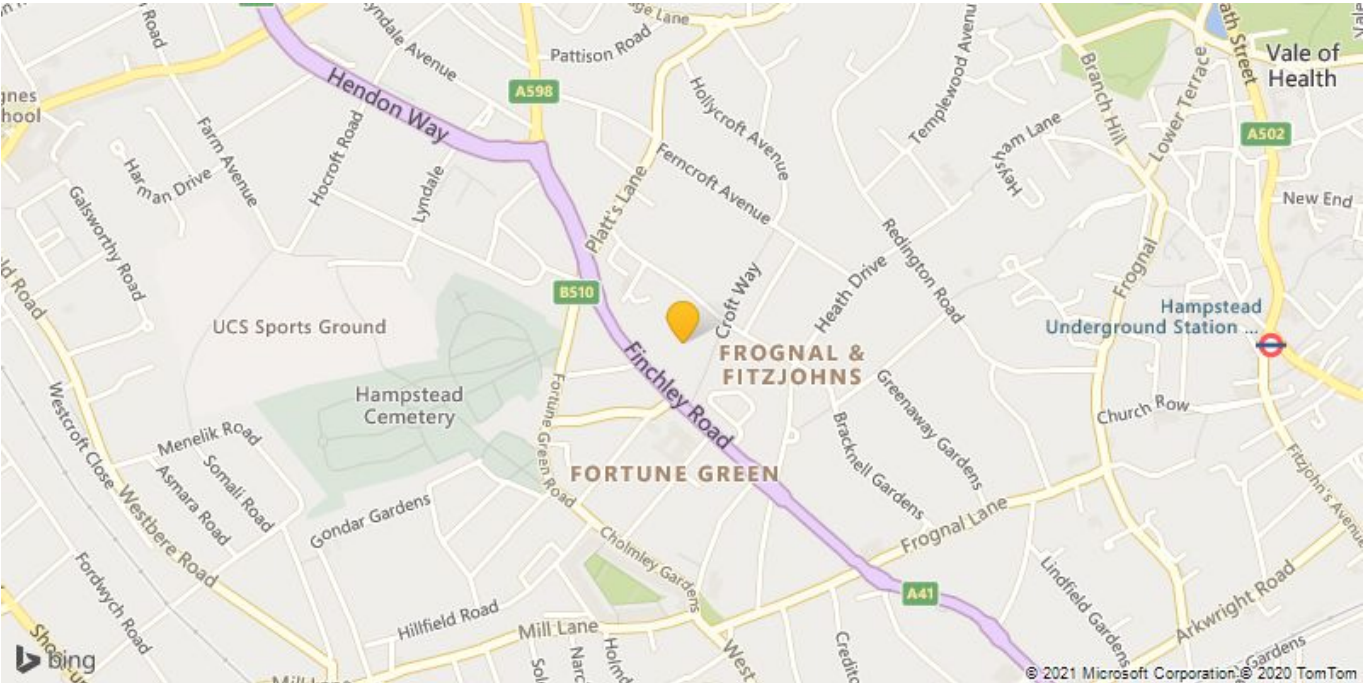 Lyndale Avenue
Pattison Road
Vale of
Health
Hendon Way
A598
Hollycroft Avenue
Branch Hill
Lower Terrace
A502
Farm Avenue
Hocroft Road
Ferncroft Avenue
Heysham Lane
Harman Drive
Lyndale
Platt's Lane
New End
Galsworthy Road
Redington Road
Croft Way
Heath Drive
Frognal
B510
Hampstead
Underground Station ...
UCS Sports Ground
FROGNAL &
FITZJOHNS
Finchley Road
Hampstead
Cemetery
Fortune Green Road
Greenaway Gardens
Church Row
Westcroft Close
Menelik Road
Bracknell Gardens
Somali Road
Asmara Road
FORTUNE GREEN
Fitzjohn's Avenue
Westbere Road
Gondar Gardens
Frognal Lane
Cholmley Gardens
A41
Fordwych Road
Lindfield Gardens
Arkwright Road
Hillfield Road
Mill Lane
West
bing
© 2021 Microsoft Corporation © 2020 TomTom